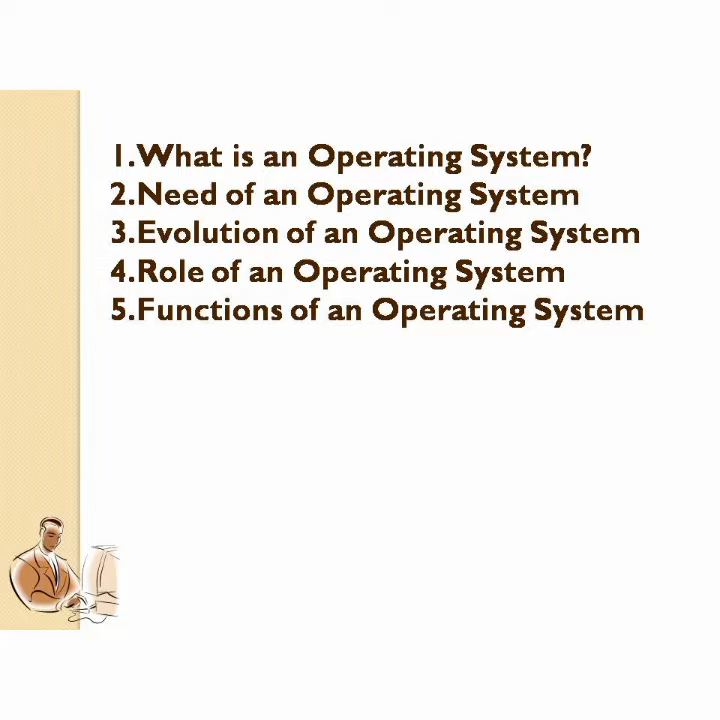 1.What is an Operating System?
2.Need of an Operating System
3.Evolution of an Operating System
4.Role of an Operating System
5.Functions of an Operating System